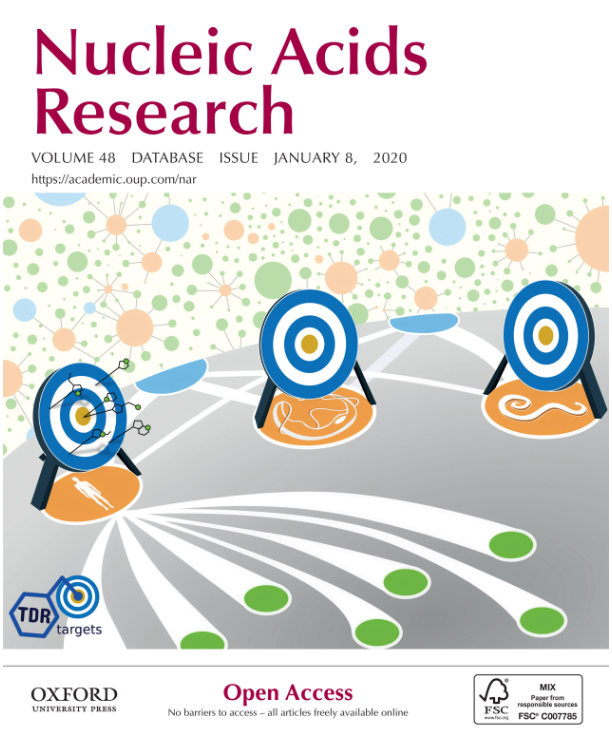 Nucleic Acids
Research
VOLUME 48 DATABASE ISSUE JANUARY 8, 2020
https://academic.oup.com/nar
TDR
targets
OXFORD
UNIVERSITY PRESS
Open Access
No barriers to access – all articles freely available online
FSC
www.fsc.org
MIX
Paper from
responsible sources
FSC® C007785